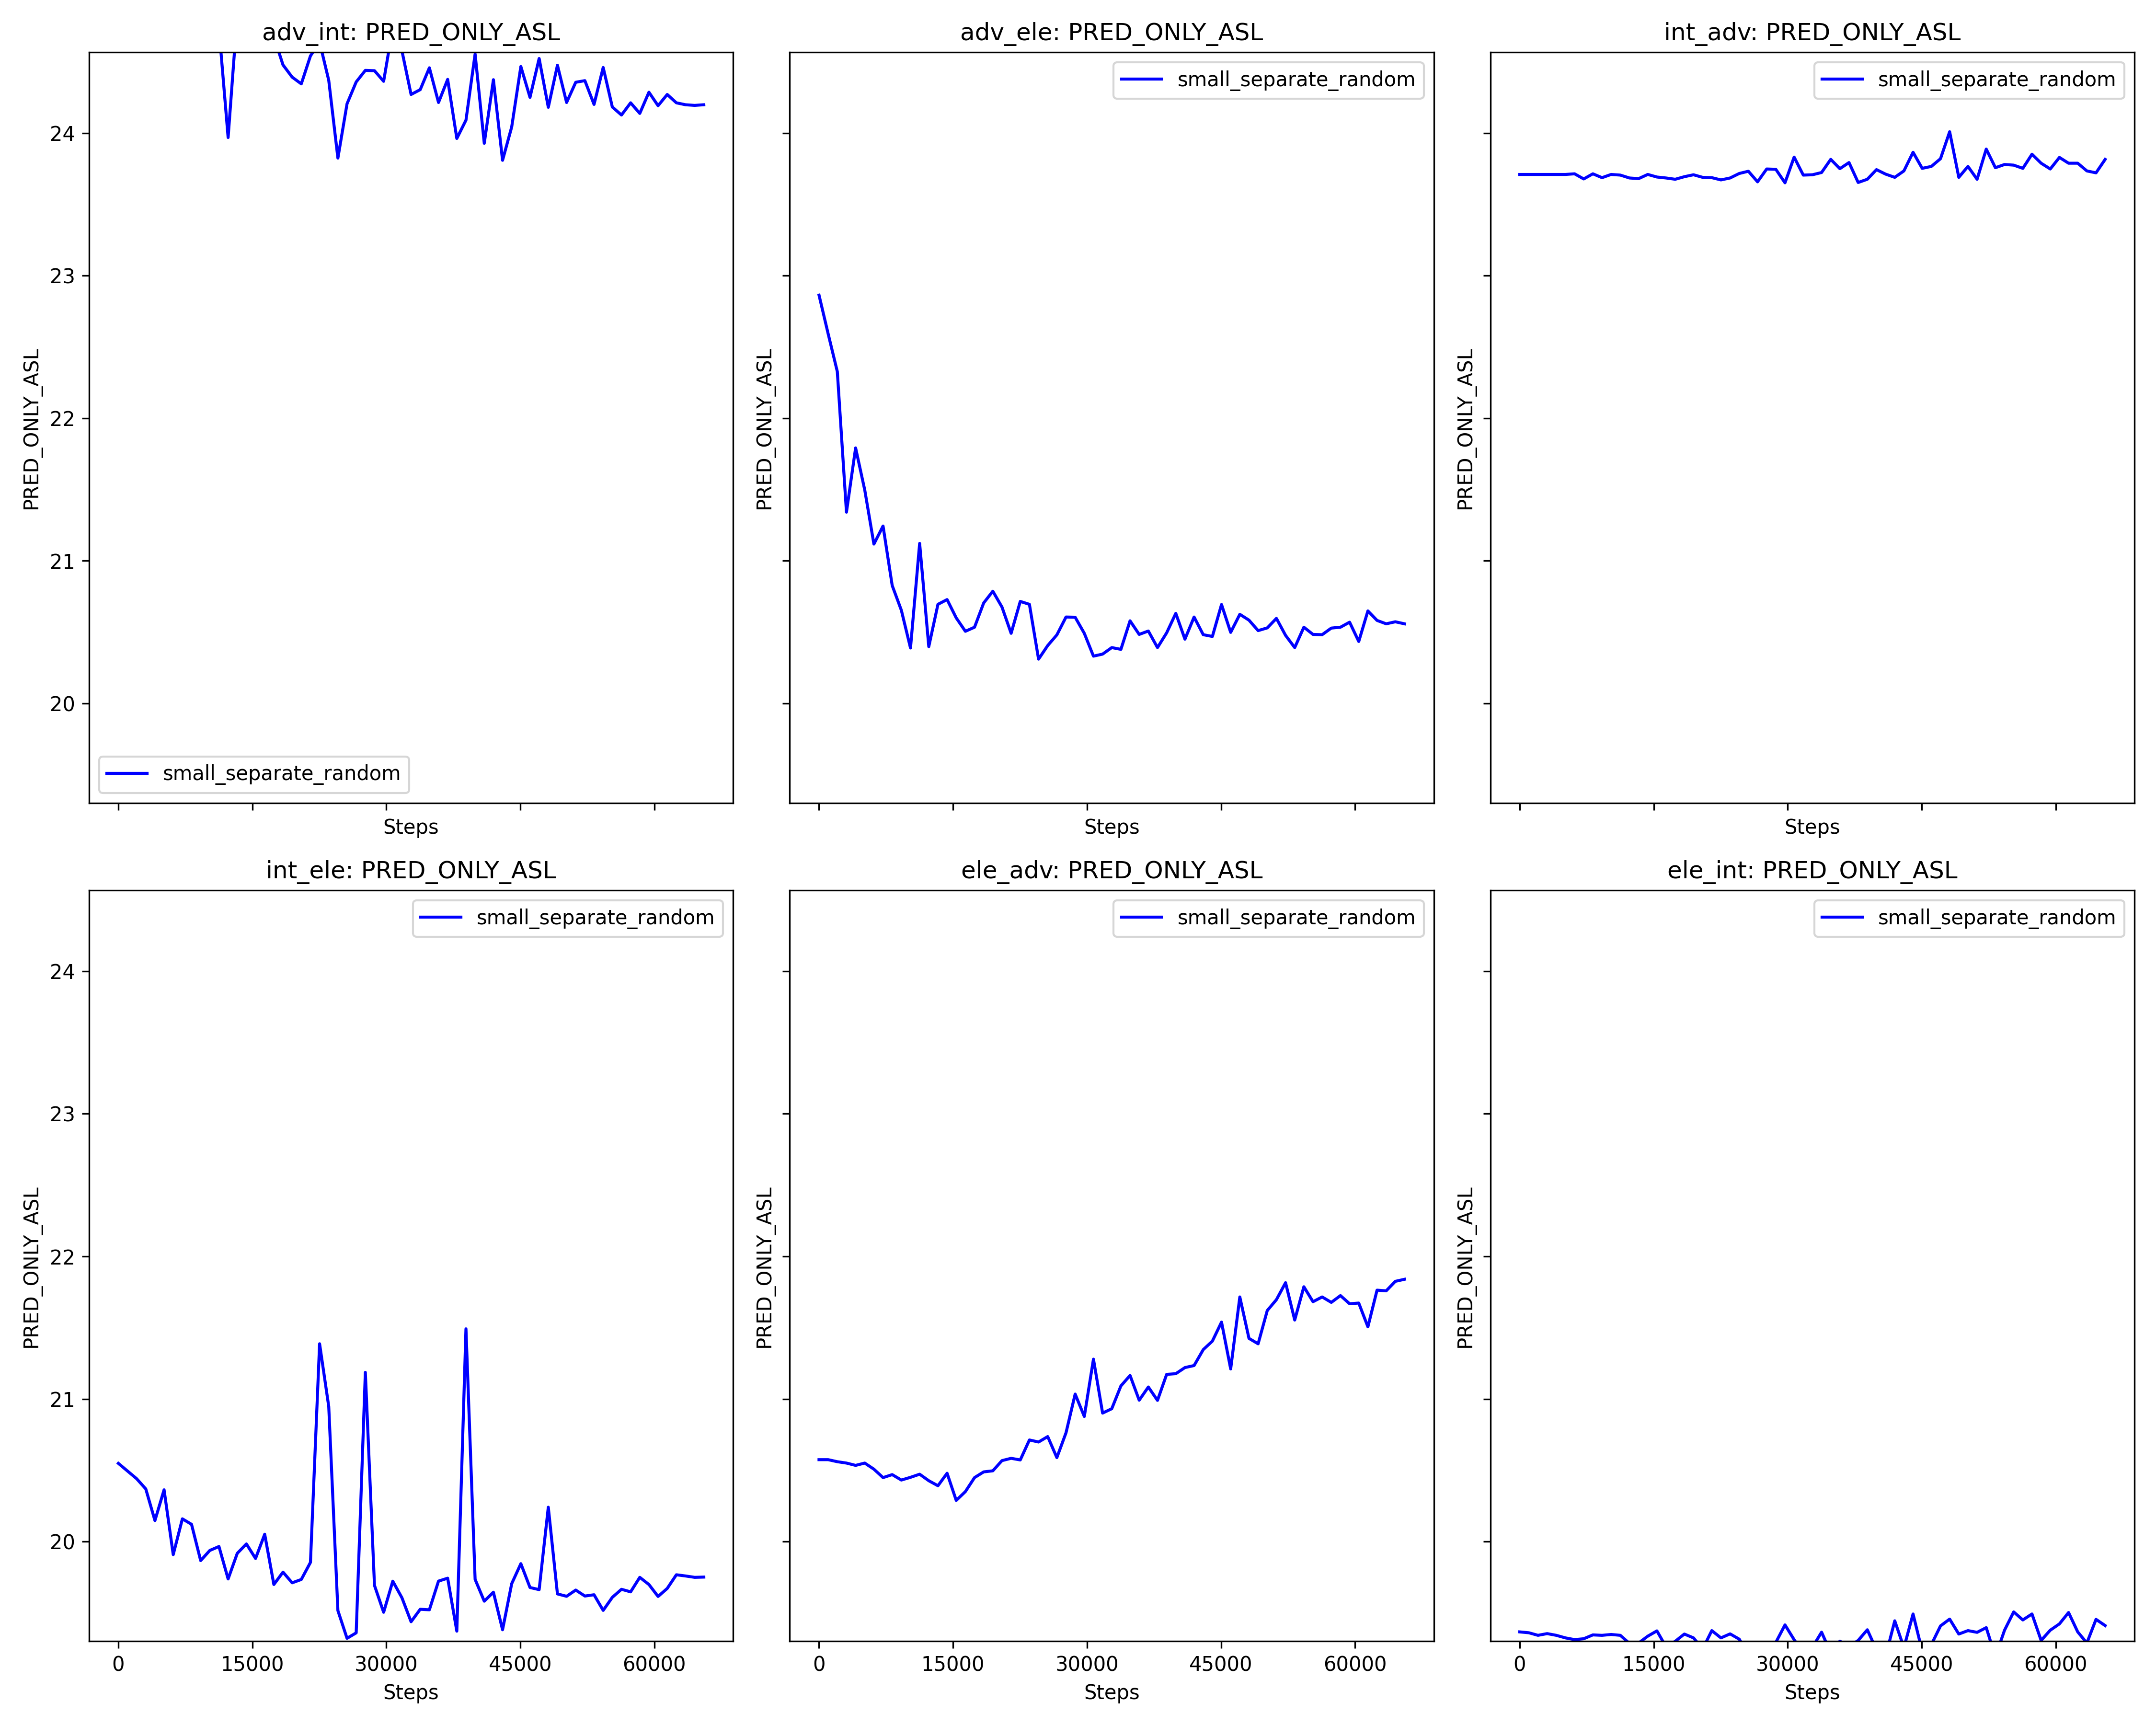 adv_int: PRED_ONLY_ASL
adv_ele: PRED_ONLY_ASL
int_adv: PRED_ONLY_ASL
24
23
22
21
20
PRED_ONLY_ASL
small_separate_random
Steps
PRED_ONLY_ASL
small_separate_random
Steps
PRED_ONLY_ASL
small_separate_random
Steps
int_ele: PRED_ONLY_ASL
ele_adv: PRED_ONLY_ASL
ele_int: PRED_ONLY_ASL
24
23
22
21
20
PRED_ONLY_ASL
small_separate_random
0 15000 30000 45000 60000
Steps
PRED_ONLY_ASL
small_separate_random
0 15000 30000 45000 60000
Steps
PRED_ONLY_ASL
small_separate_random
0 15000 30000 45000 60000
Steps